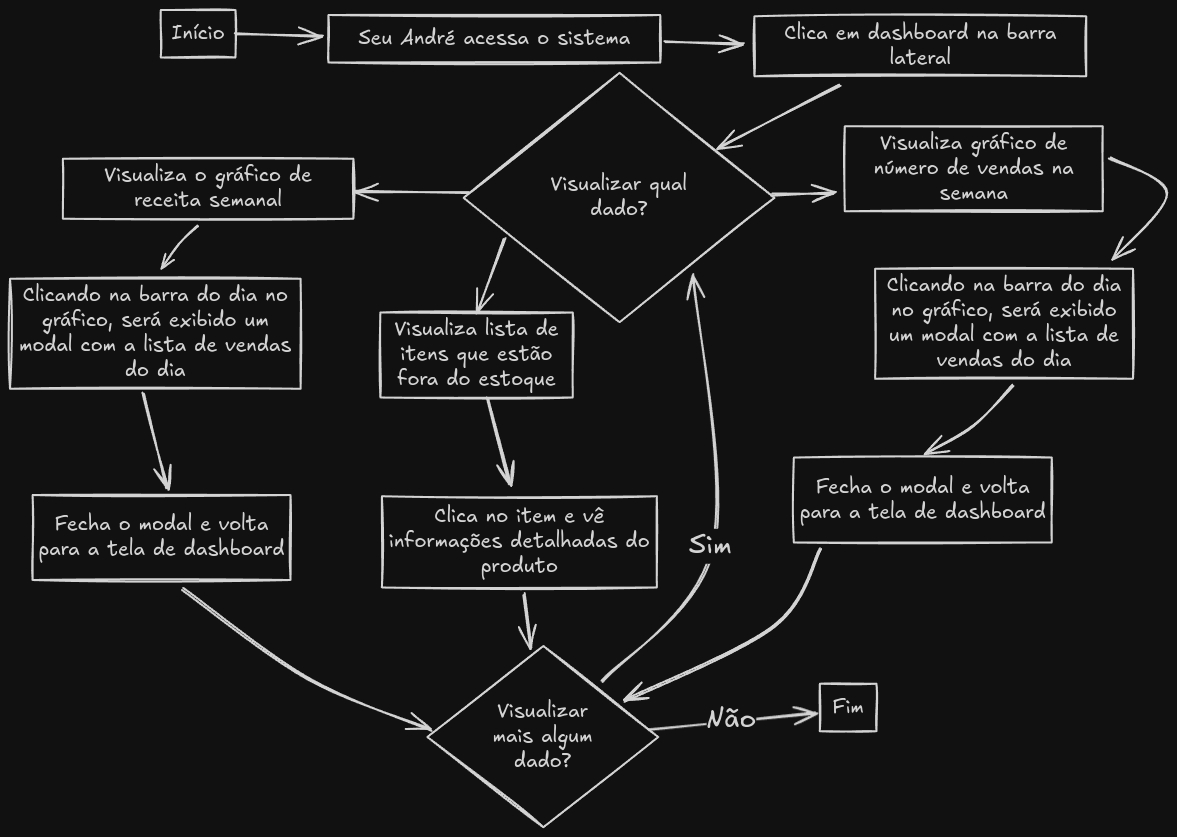 Início
Seu André acessa o sistema
Clica em dashboard na barra
lateral
Visualizar qual
dado?
Visualiza o gráfico de
receita semanal
Visualiza gráfico de
número de vendas na
semana
Clicando na barra do dia no
gráfico, será exibido um
modal com a lista de vendas
do dia
Visualiza lista de
itens que estão
fora do estoque
Clicando na barra do dia
no gráfico, será exibido
um modal com a lista de
vendas do dia
Fecha o modal e volta
para a tela de dashboard
Clica no item e vê
informações detalhadas do
produto
Sim
Fecha o modal e volta
para a tela de dashboard
Visualizar
mais algum
dado?
Não
Fim